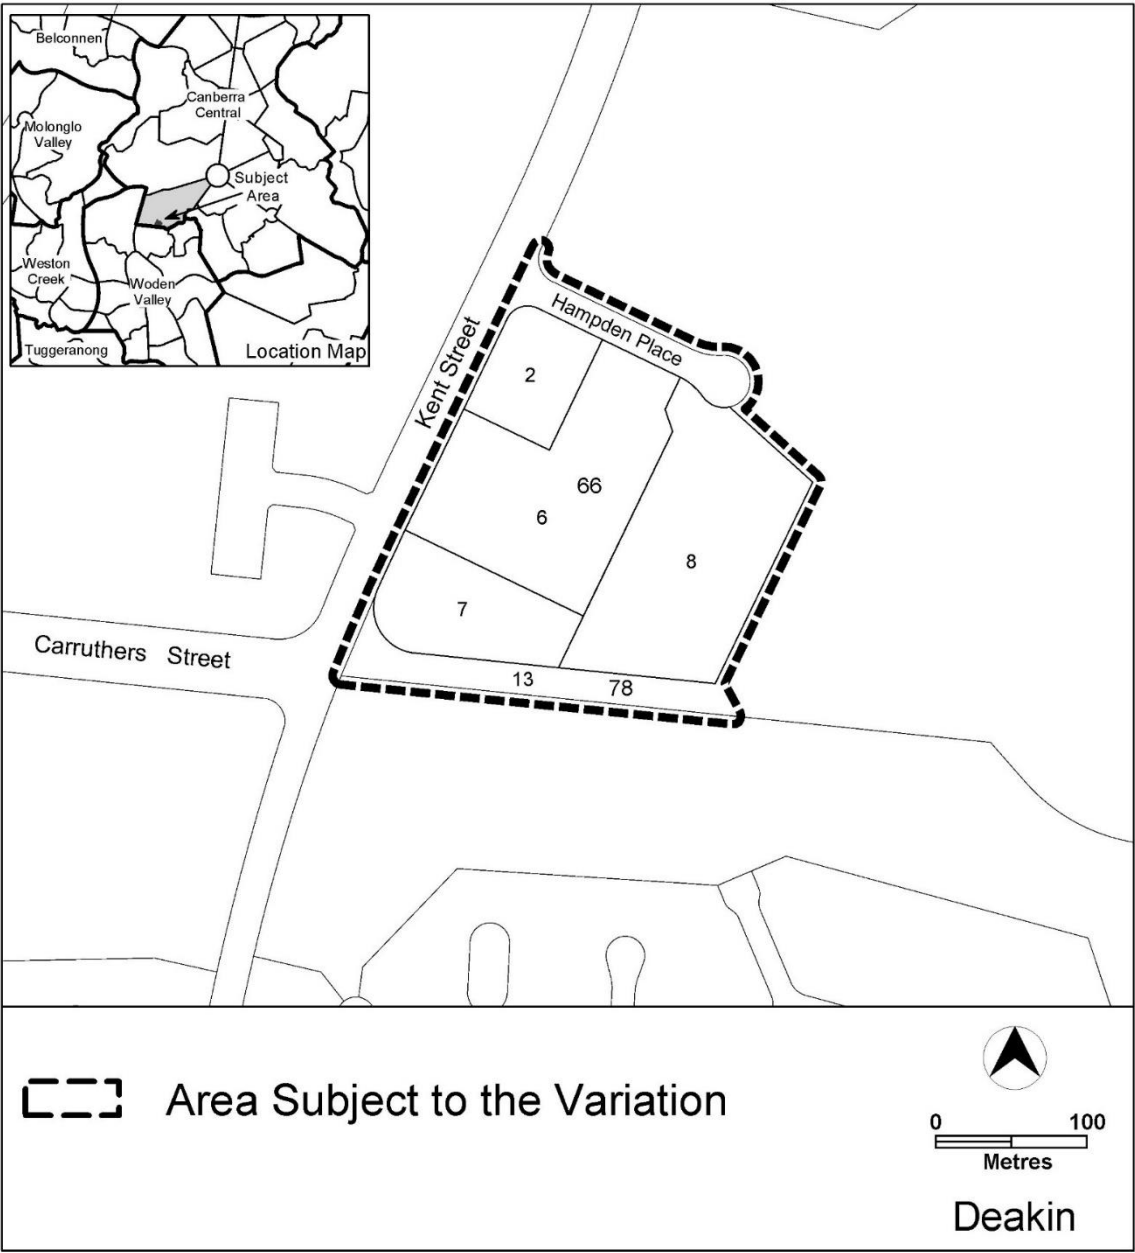 Belconnen
Canberra
Central
Molonglo
Valley
Subject
Area
Weston
Creek
Woden
Valley
Tuggeranong
Location Map
Hampden Place
Kent Street
2
66
6
8
7
Carruthers Street
13
78
Area Subject to the Variation
0 100
Metres
Deakin